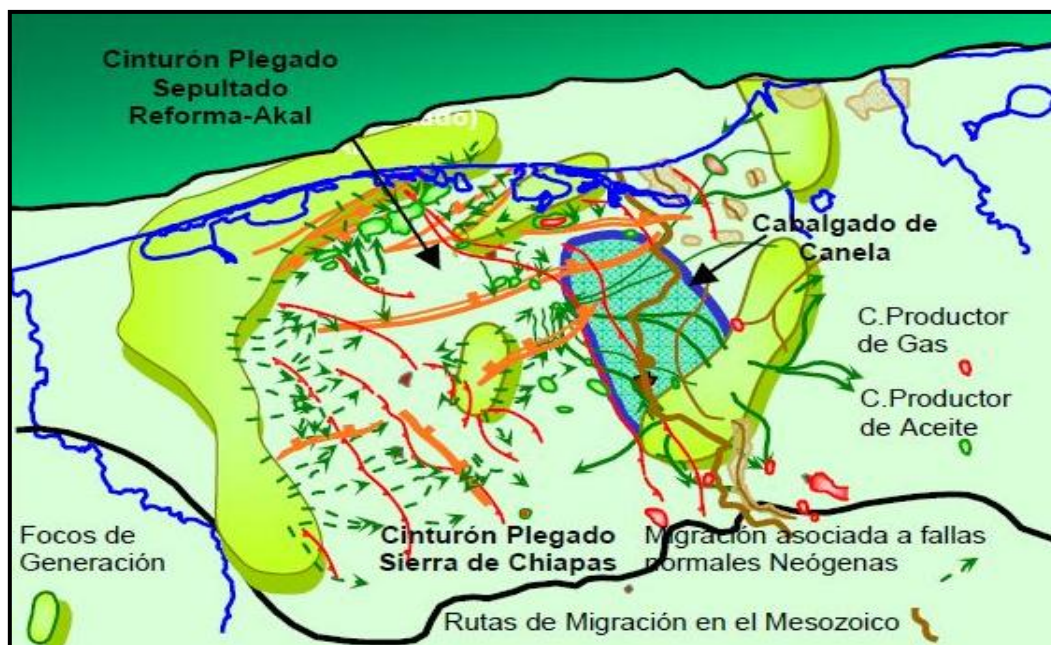 Cinturón Plegado
Sepultado
Reforma-Akal
Cabalgado de
Canela
C.Productor
de Gas
C.Productor
de Aceite
Focos de
Generación
Cinturón Plegado
Sierra de Chiapas
Migración asociada a fallas
normales Neógenas
Rutas de Migración en el Mesozoico